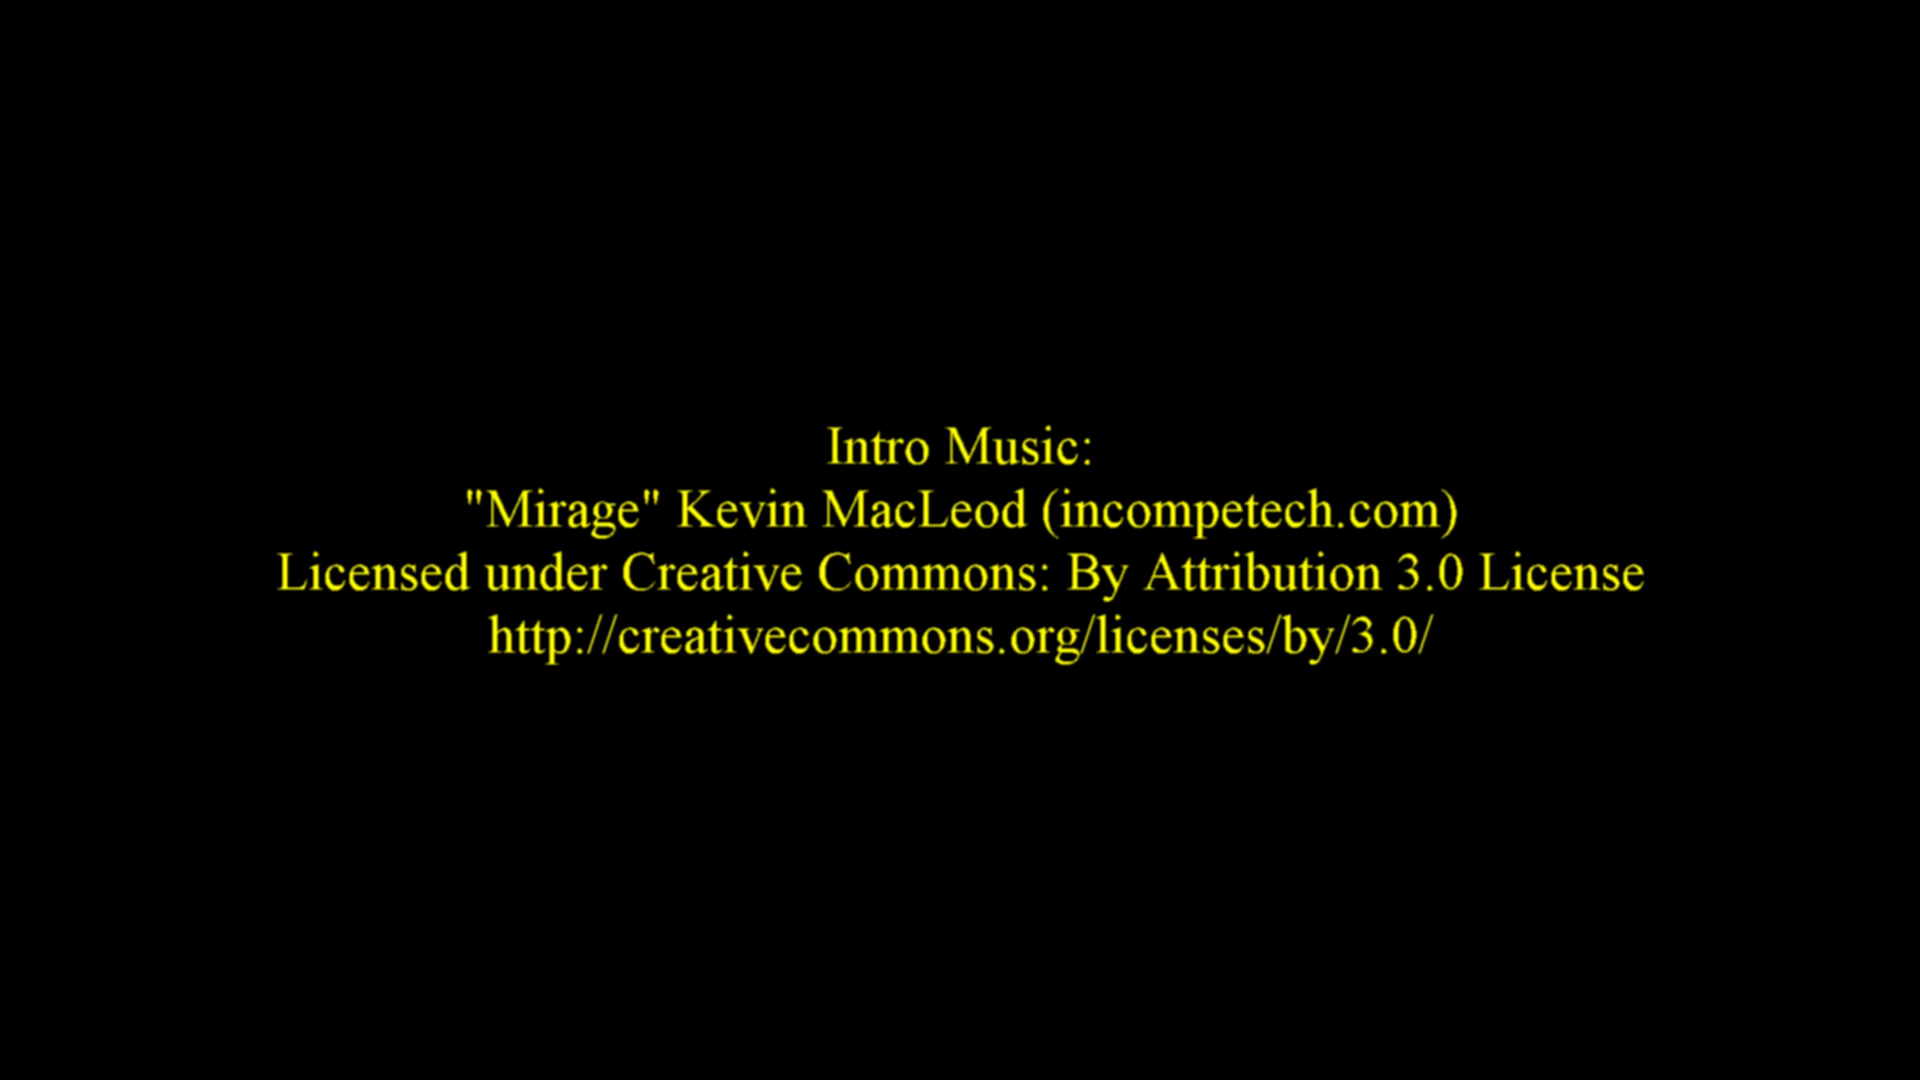 Intro Music:
"Mirage" Kevin MacLeod (incompetech.com)
Licensed under Creative Commons: By Attribution 3.0 License
http://creativecommons.org/licenses/by/3.0/